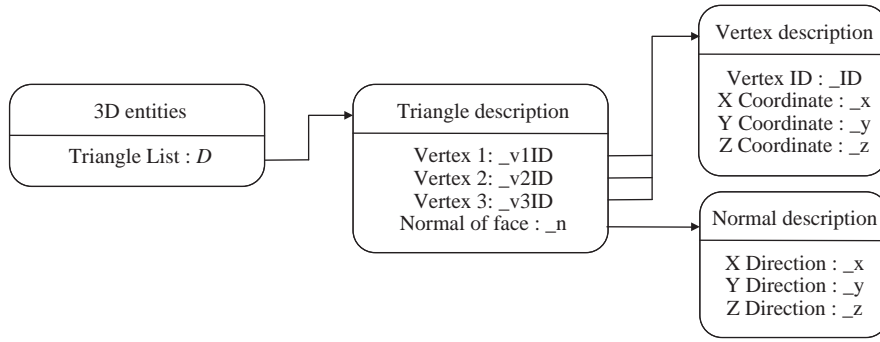 3D entities
Triangle List : D
Triangle description
Vertex 1: _v1ID
Vertex 2: _v2ID
Vertex 3: _v3ID
Normal of face : _n
Vertex description
Vertex ID : _ID
X Coordinate : _x
Y Coordinate : _y
Z Coordinate : _z
Normal description
X Direction : _x
Y Direction : _y
Z Direction : _z